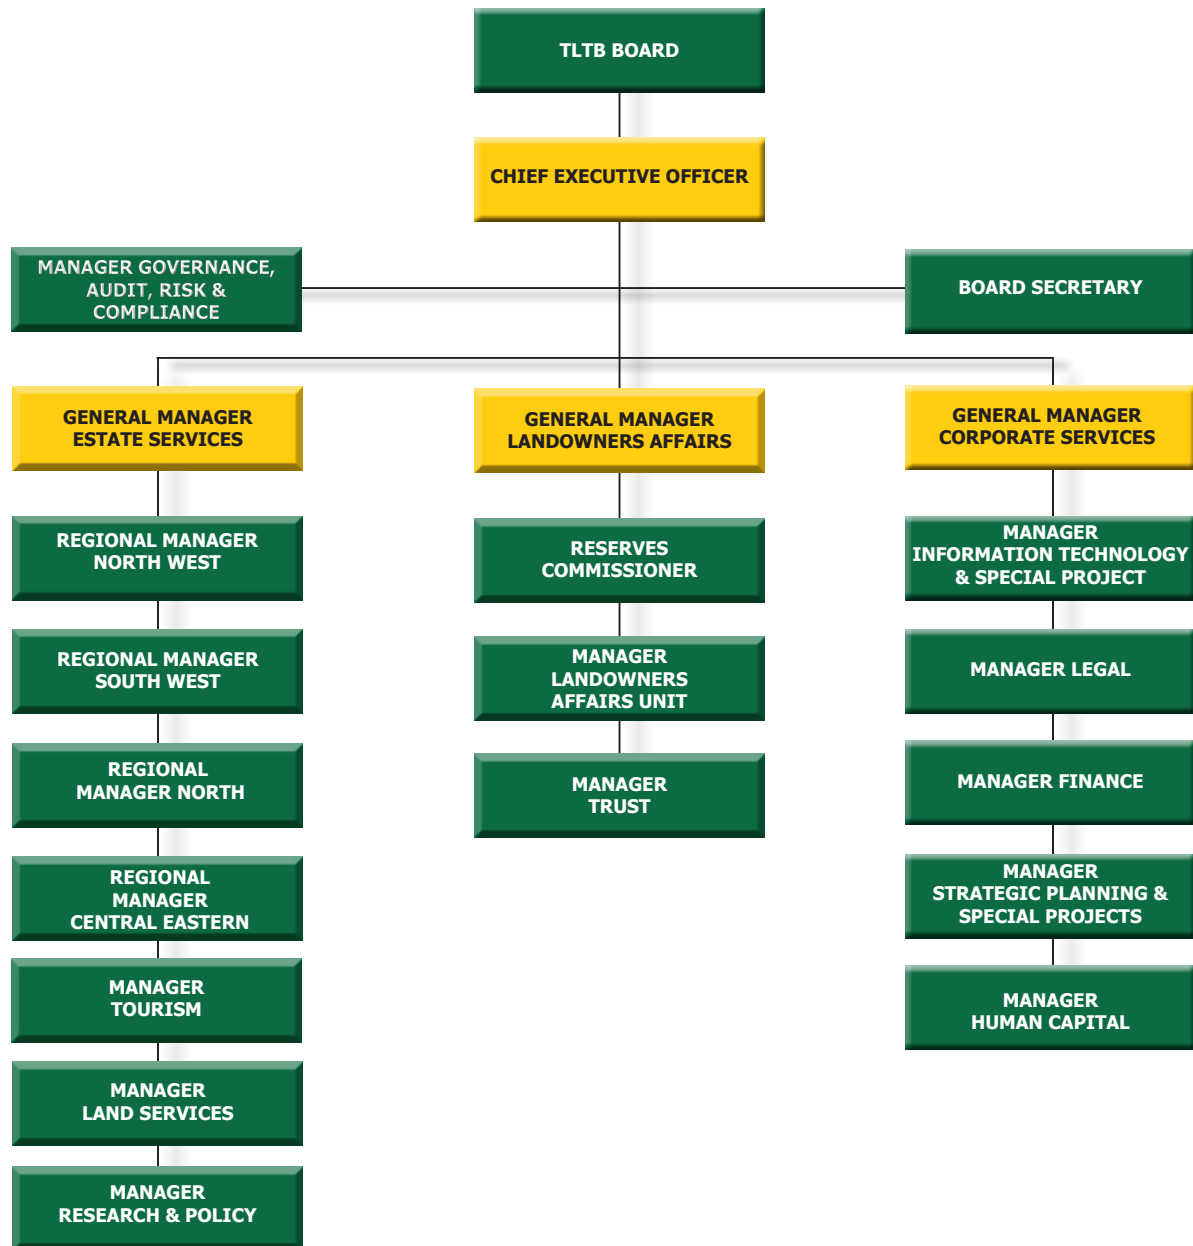 TLTB BOARD
CHIEF EXECUTIVE OFFICER
MANAGER GOVERNANCE,
AUDIT, RISK &
COMPLIANCE
BOARD SECRETARY
GENERAL MANAGER
ESTATE SERVICES
GENERAL MANAGER
LANDOWNERS AFFAIRS
GENERAL MANAGER
CORPORATE SERVICES
REGIONAL MANAGER
NORTH WEST
REGIONAL MANAGER
SOUTH WEST
REGIONAL
MANAGER NORTH
REGIONAL
MANAGER
CENTRAL EASTERN
MANAGER
TOURISM
MANAGER
LAND SERVICES
MANAGER
RESEARCH & POLICY
RESERVES
COMMISSIONER
MANAGER
LANDOWNERS
AFFAIRS UNIT
MANAGER
TRUST
MANAGER
INFORMATION TECHNOLOGY
& SPECIAL PROJECT
MANAGER LEGAL
MANAGER FINANCE
MANAGER
STRATEGIC PLANNING &
SPECIAL PROJECTS
MANAGER
HUMAN CAPITAL